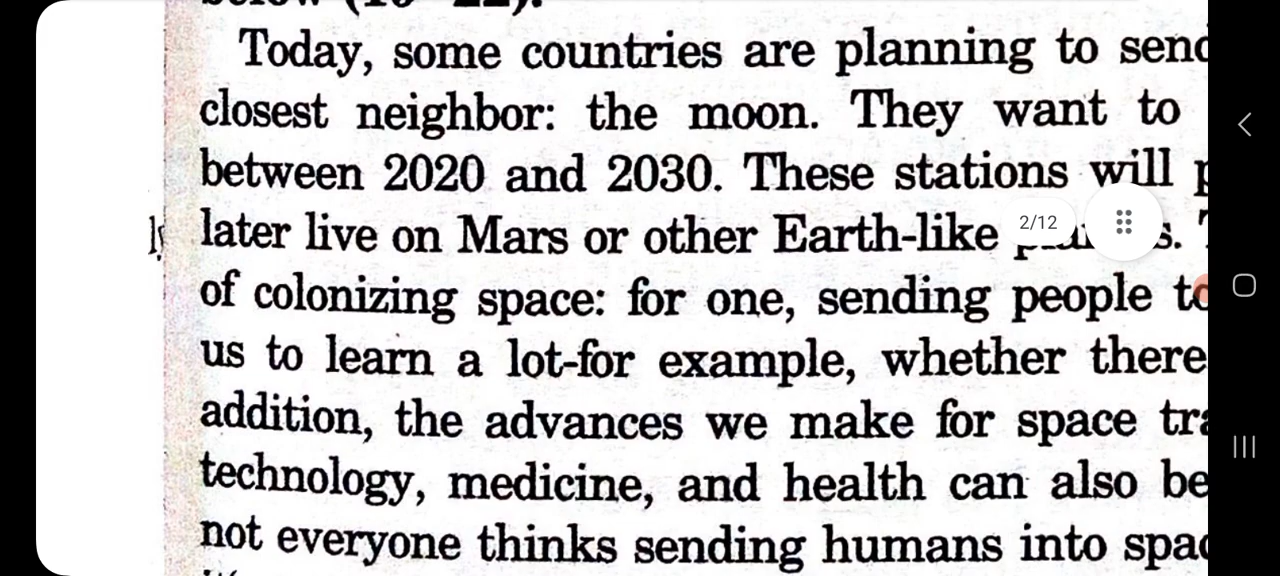 Today, some countries are planning to send
closest neighbor: the moon. They want to
between 2020 and 2030. These stations will
later live on Mars or other Earth-like
2/12
of colonizing space: for one, sending people to
us to learn a lot-for example, whether there
addition, the advances we make for space
technology, medicine, and health can also
not everyone thinks sending humans into